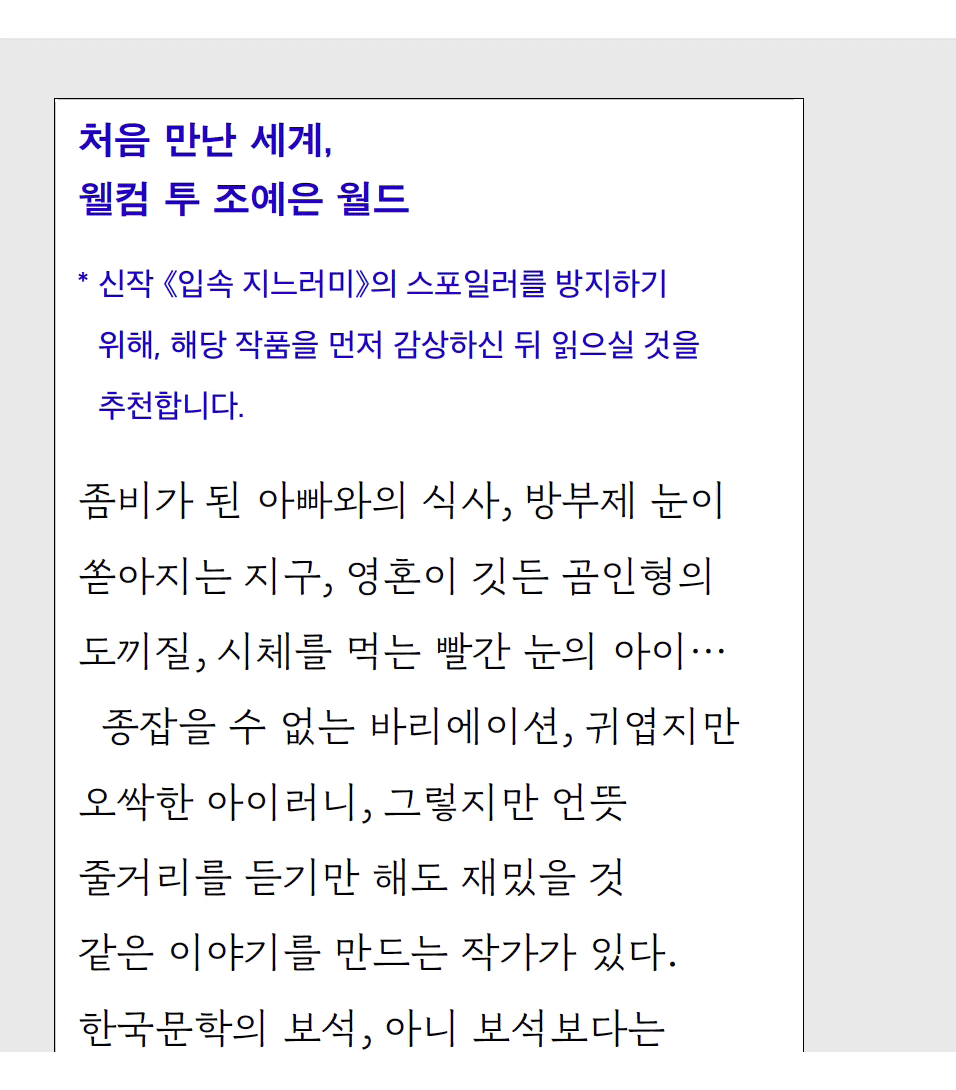 처음 만난 세계,
웰컴 투 조예은 월드
* 신작 《입속 지느러미》의 스포일러를 방지하기
위해, 해당 작품을 먼저 감상하신 뒤 읽으실 것을
추천합니다.
좀비가 된 아빠와의 식사, 방부제 눈이
쏟아지는 지구, 영혼이 깃든 곰인형의
도끼질, 시체를 먹는 빨간 눈의 아이…
종잡을 수 없는 바리에이션, 귀엽지만
오싹한 아이러니, 그렇지만 언뜻
줄거리를 듣기만 해도 재밌을 것
같은 이야기를 만드는 작가가 있다.
한국문학의 보석, 아니 보석보다는